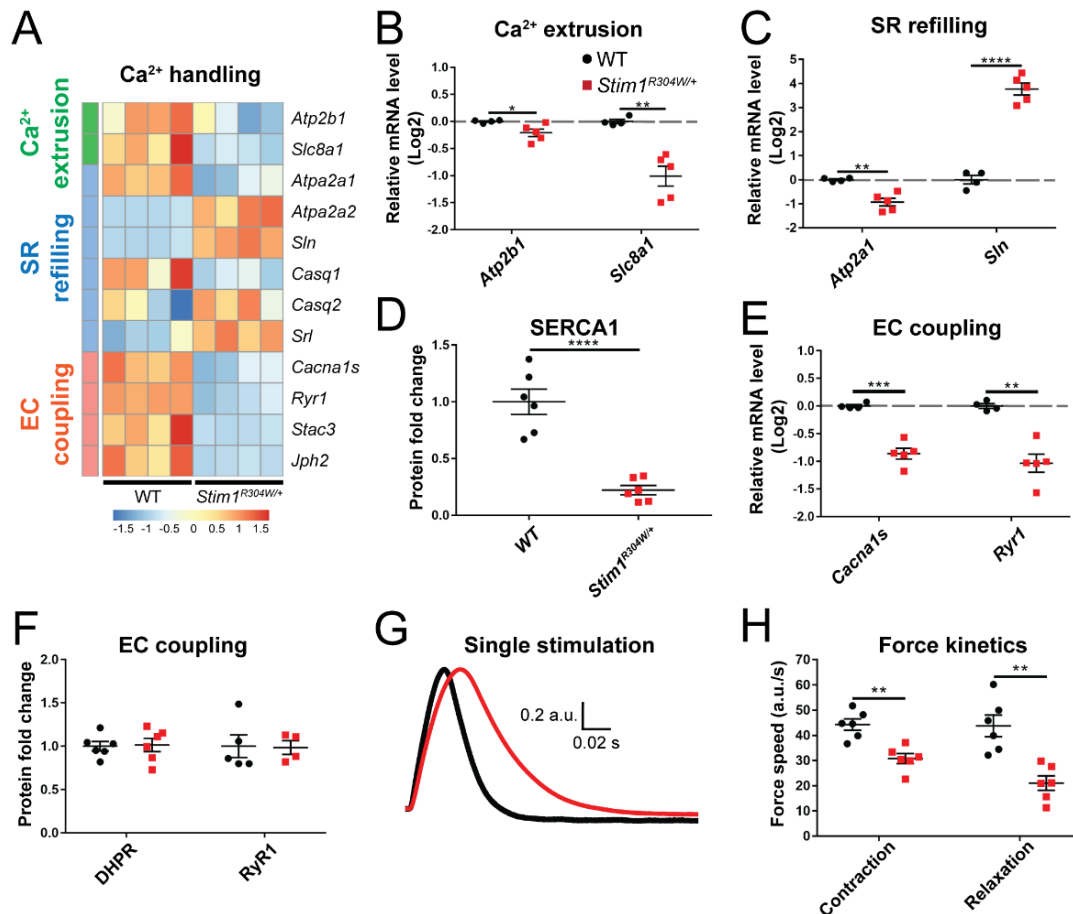 A
Ca²⁺ handling
Ca²⁺
extrusion
SR
refilling
EC
coupling
Atp2b1
Slc8a1
Atpa2a1
Atpa2a2
Sln
Casq1
Casq2
Srl
Cacna1s
Ryr1
Stac3
Jph2
WT
Stim1R304W/+
-1.5 -1 -0.5 0 0.5 1 1.5
B
Ca²⁺ extrusion
WT
Stim1R304W/+
Relative mRNA level
(Log2)
1.0
0.5
0.0
-0.5
-1.0
-1.5
-2.0
*
**
Atp2b1
Slc8a1
C
SR refilling
Relative mRNA level
(Log2)
5
4
3
2
1
0
-1
-2
**
****
Atp2a1
Sln
D
SERCA1
Protein fold change
1.5
1.0
0.5
0.0
****
WT
Stim1R304W/+
E
EC coupling
Relative mRNA level
(Log2)
1.0
0.5
0.0
-0.5
-1.0
-1.5
-2.0
***
**
Cacna1s
Ryr1
F
EC coupling
Protein fold change
2.0
1.5
1.0
0.5
0.0
DHPR
RyR1
G
Single stimulation
0.2 a.u.
0.02 s
H
Force kinetics
Force speed (a.u./s)
70
60
50
40
30
20
10
0
**
**
Contraction
Relaxation